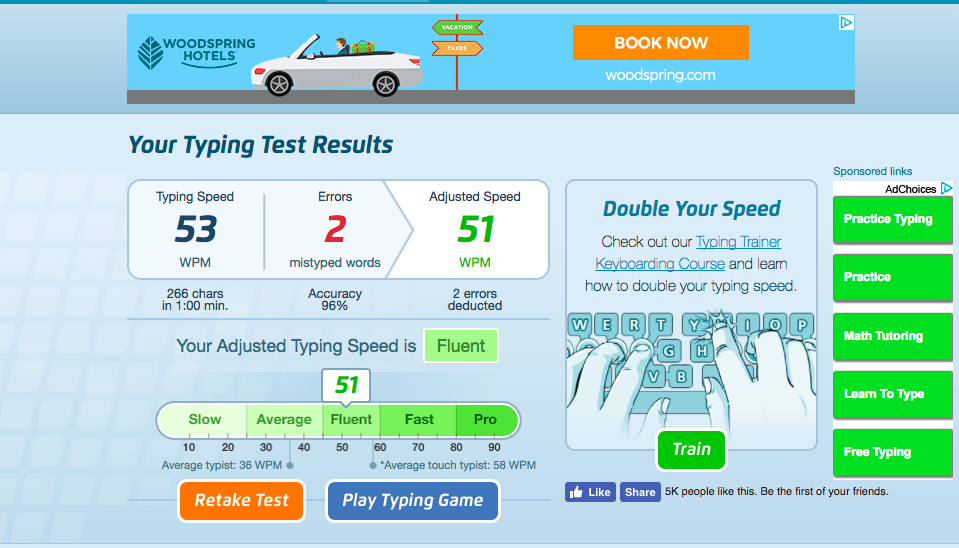 WOODSPRING
HOTELS
VACATION
TAXES
BOOK NOW
woodspring.com
Your Typing Test Results
Typing Speed
53
WPM
Errors
2
mistyped words
Adjusted Speed
51
WPM
266 chars
in 1:00 min.
Accuracy
96%
2 errors
deducted
Your Adjusted Typing Speed is Fluent
51
Slow Average Fluent Fast Pro
10 20 30 40 50 60 70 80 90
Average typist: 36 WPM
*Average touch typist: 58 WPM
Retake Test
Play Typing Game
Double Your Speed
Check out our Typing Trainer
Keyboarding Course and learn
how to double your typing speed.
W E R T Y I O P
G H
V B
Train
Like Share 5K people like this. Be the first of your friends.
Sponsored links
AdChoices
Practice Typing
Practice
Math Tutoring
Learn To Type
Free Typing